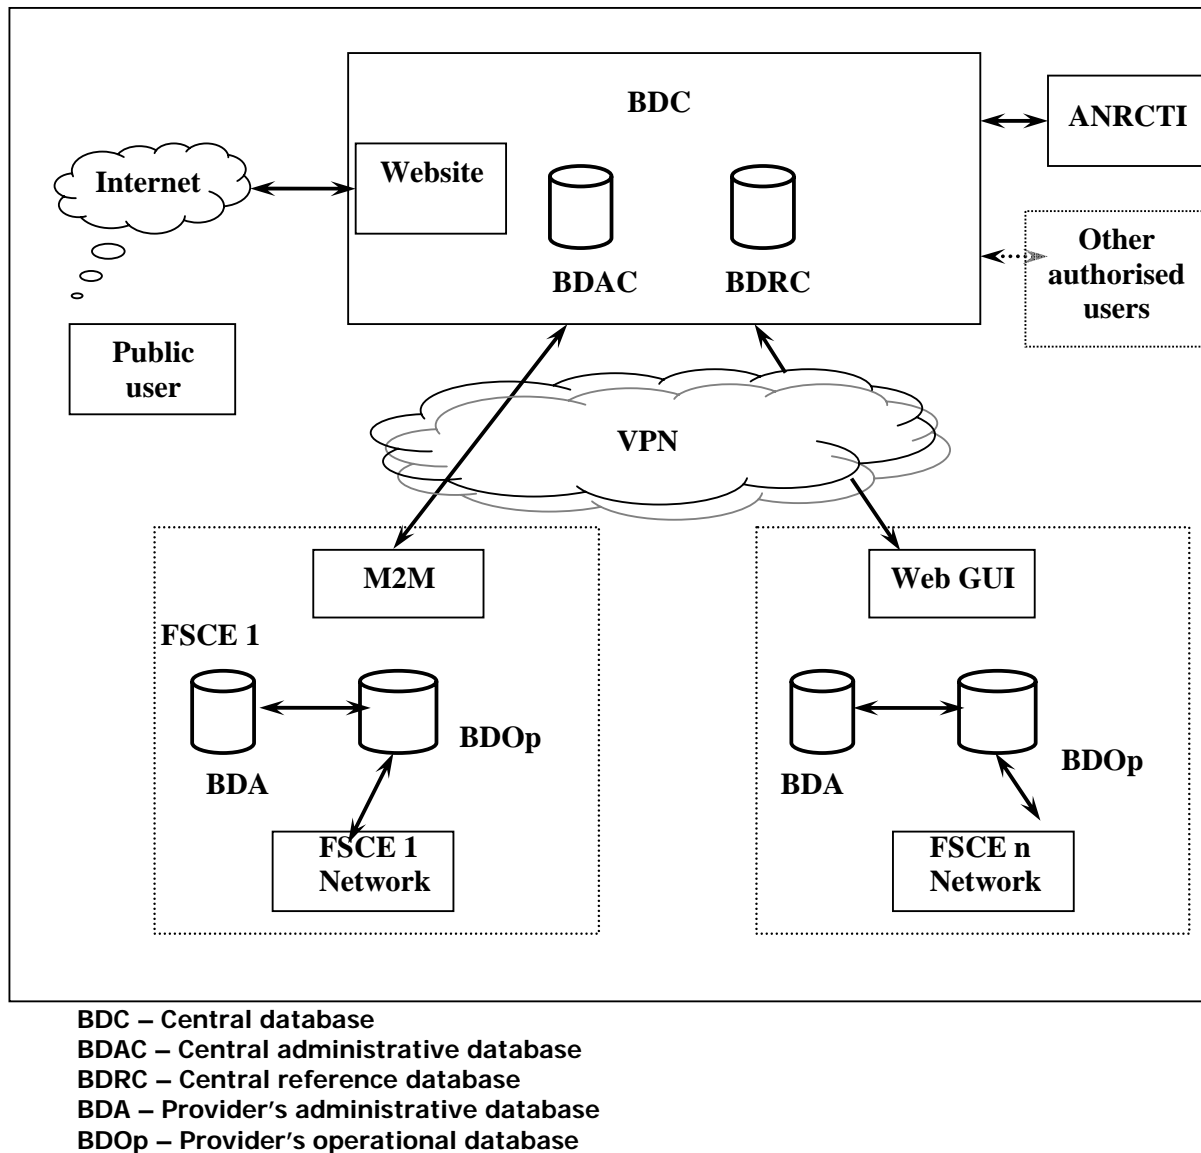 BDC
ANRCTI
Website
Internet
BDAC
BDRC
Other
authorised
users
Public
user
VPN
M2M
Web GUI
FSCE 1
BDOp
BDA
BDOp
BDA
FSCE 1
Network
FSCE n
Network
BDC – Central database
BDAC – Central administrative database
BDRC – Central reference database
BDA – Provider's administrative database
BDOp – Provider's operational database